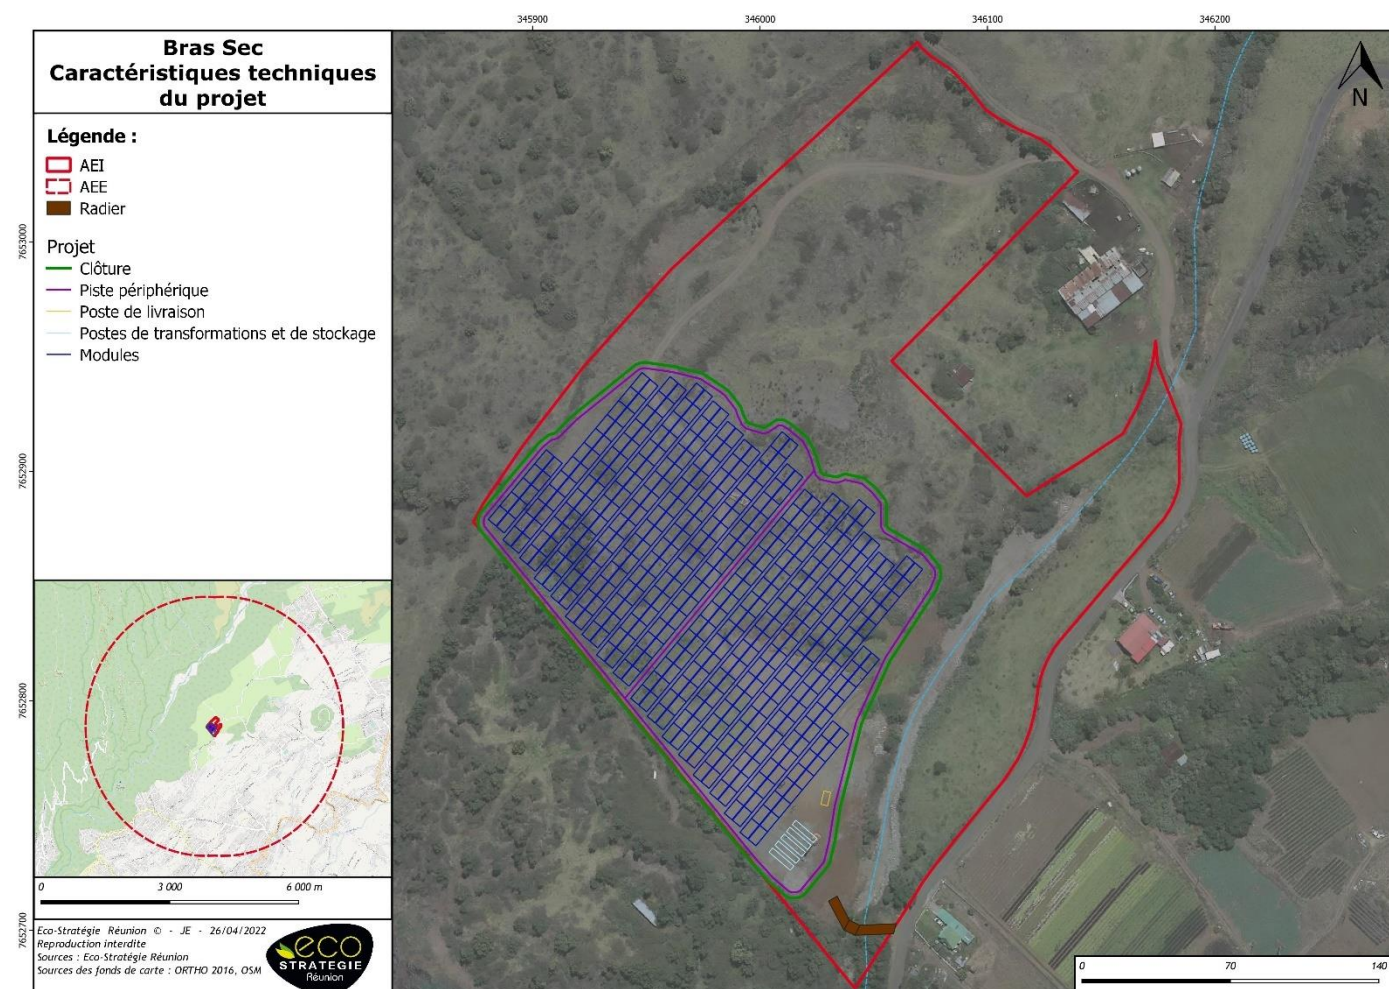 345900
346000
346100
346200
Bras Sec
Caractéristiques techniques
du projet
Légende :
AEI
AEE
Radier
Projet
Clôture
Piste périphérique
Poste de livraison
Postes de transformations et de stockage
Modules
7653000
7652900
7652800
7652700
N
0
3 000
6 000 m
Eco-Stratégie Réunion © - JE - 26/04/2022
Reproduction interdite
Sources : Eco-Stratégie Réunion
Sources des fonds de carte : ORTHO 2016, OSM
eco
STRATEGIE
Réunion
0
70
140